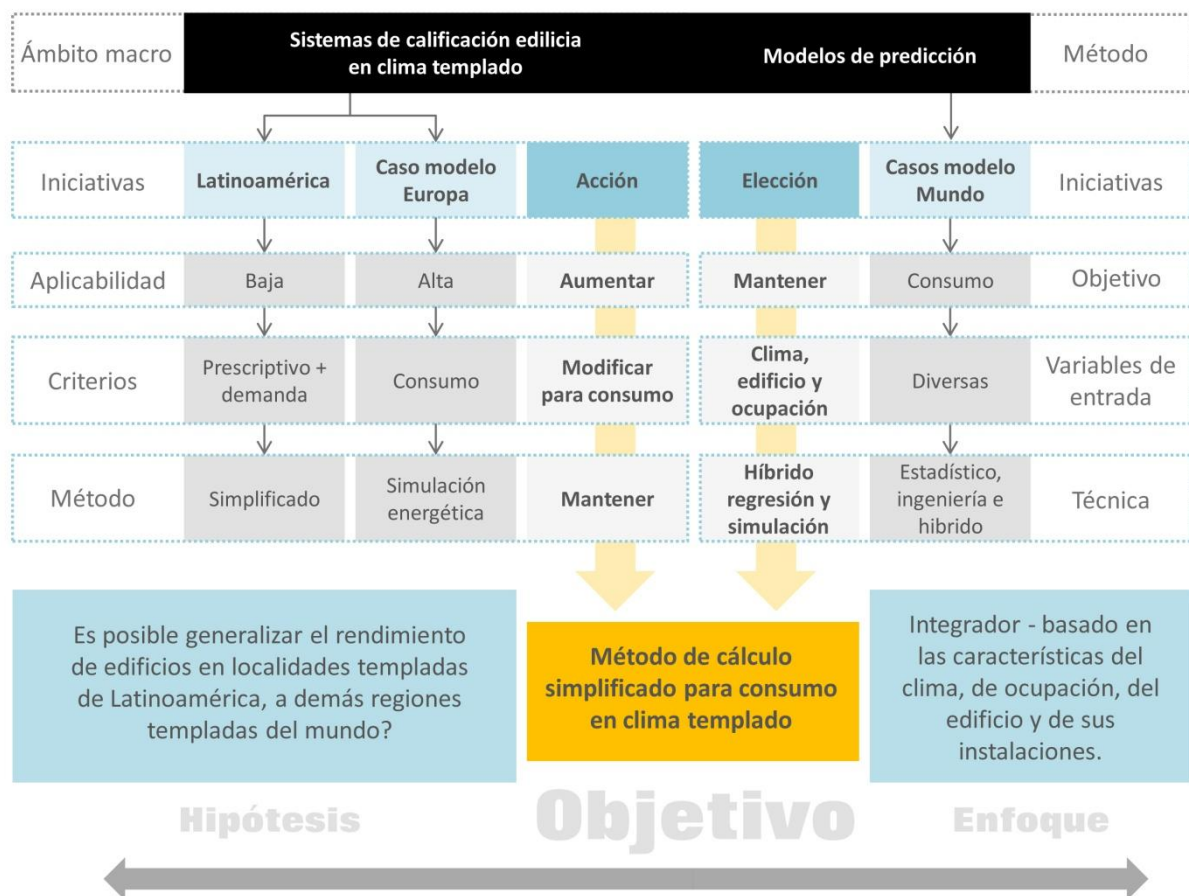 Ámbito macro
Sistemas de calificación edilicia
en clima templado
Modelos de predicción
Método
Iniciativas
Latinoamérica
Caso modelo
Europa
Acción
Elección
Casos modelo
Mundo
Iniciativas
Aplicabilidad
Baja
Alta
Aumentar
Mantener
Consumo
Objetivo
Criterios
Prescriptivo +
demanda
Consumo
Modificar
para consumo
Clima,
edificio y
ocupación
Diversas
Variables de
entrada
Método
Simplificado
Simulación
energética
Mantener
Híbrido
regresión y
simulación
Estadístico,
ingeniería e
hibrido
Técnica
Es posible generalizar el rendimiento
de edificios en localidades templadas
de Latinoamérica, a demás regiones
templadas del mundo?
Método de cálculo
simplificado para consumo
en clima templado
Integrador - basado en
las características del
clima, de ocupación, del
edificio y de sus
instalaciones.
Hipótesis
Objetivo
Enfoque